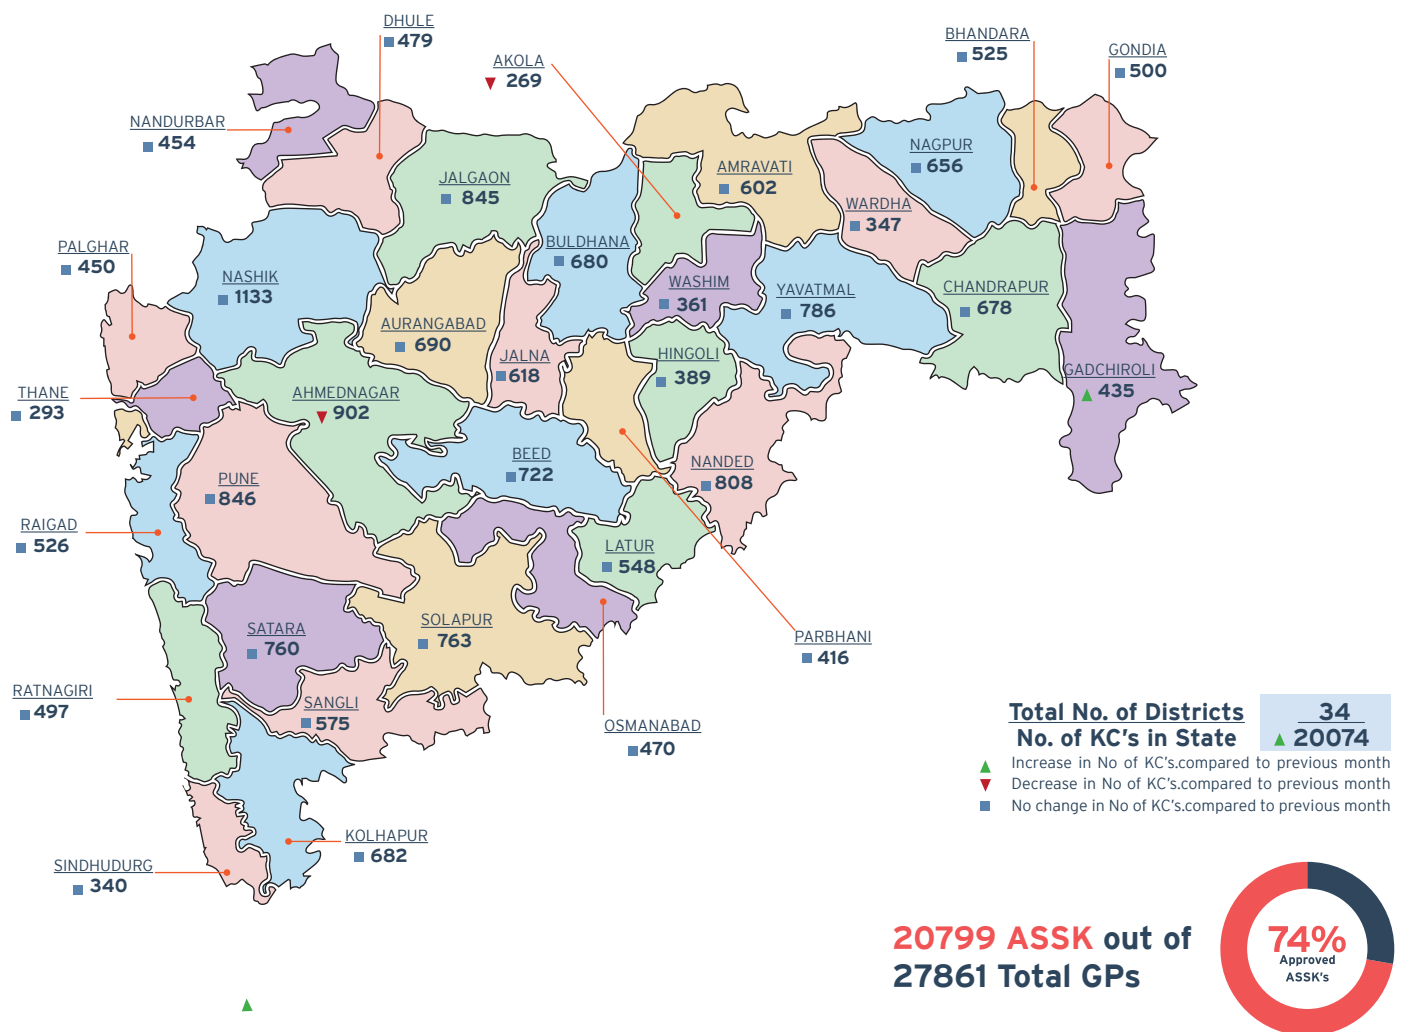 DHULE
479
BHANDARA
525
GONDIA
500
AKOLA
269
NANDURBAR
454
JALGAON
845
AMRAVATI
602
NAGPUR
656
WARDHA
347
PALGHAR
450
NASHIK
1133
BULDHANA
680
WASHIM
361
YAVATMAL
786
CHANDRAPUR
678
AURANGABAD
690
JALNA
618
HINGOLI
389
GADCHIROLI
435
THANE
293
AHMEDNAGAR
902
BEED
722
NANDED
808
PUNE
846
RAIGAD
526
LATUR
548
SATARA
760
SOLAPUR
763
PARBHANI
416
RATNAGIRI
497
SANGLI
575
OSMANABAD
470
KOLHAPUR
682
SINDHUDURG
340
Total No. of Districts 34
No. of KC's in State 20074
Increase in No of KC's.compared to previous month
Decrease in No of KC's.compared to previous month
No change in No of KC's.compared to previous month
20799 ASSK out of
27861 Total GPs
74%
Approved
ASSK's